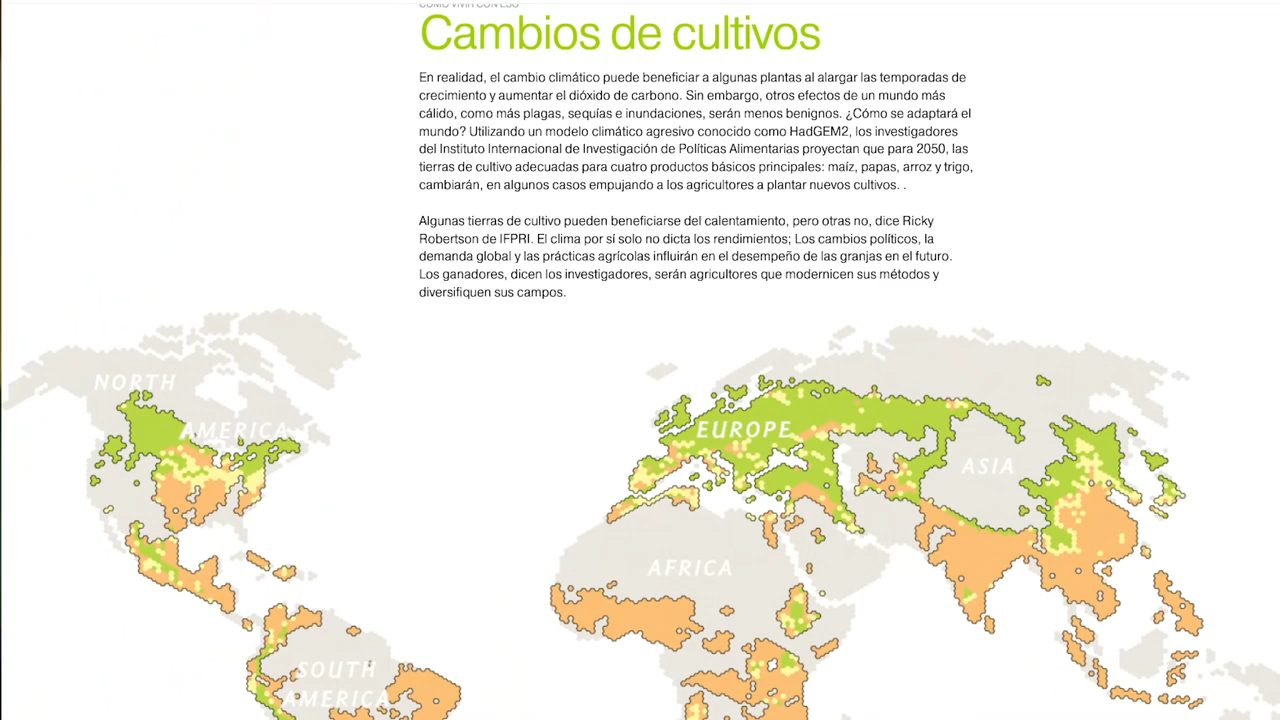 CÓMO VIVIR CON ESO
Cambios de cultivos
En realidad, el cambio climático puede beneficiar a algunas plantas al alargar las temporadas de
crecimiento y aumentar el dióxido de carbono. Sin embargo, otros efectos de un mundo más
cálido, como más plagas, sequías e inundaciones, serán menos benignos. ¿Cómo se adaptará el
mundo? Utilizando un modelo climático agresivo conocido como HadGEM2, los investigadores
del Instituto Internacional de Investigación de Políticas Alimentarias proyectan que para 2050, las
tierras de cultivo adecuadas para cuatro productos básicos principales: maíz, papas, arroz y trigo,
cambiarán, en algunos casos empujando a los agricultores a plantar nuevos cultivos. .
Algunas tierras de cultivo pueden beneficiarse del calentamiento, pero otras no, dice Ricky
Robertson de IFPRI. El clima por sí solo no dicta los rendimientos; Los cambios políticos, la
demanda global y las prácticas agrícolas influirán en el desempeño de las granjas en el futuro.
Los ganadores, dicen los investigadores, serán agricultores que modernicen sus métodos y
diversifiquen sus campos.
NORTH
AMERICA
EUROPE
ASIA
AFRICA
SOUTH
AMERICA